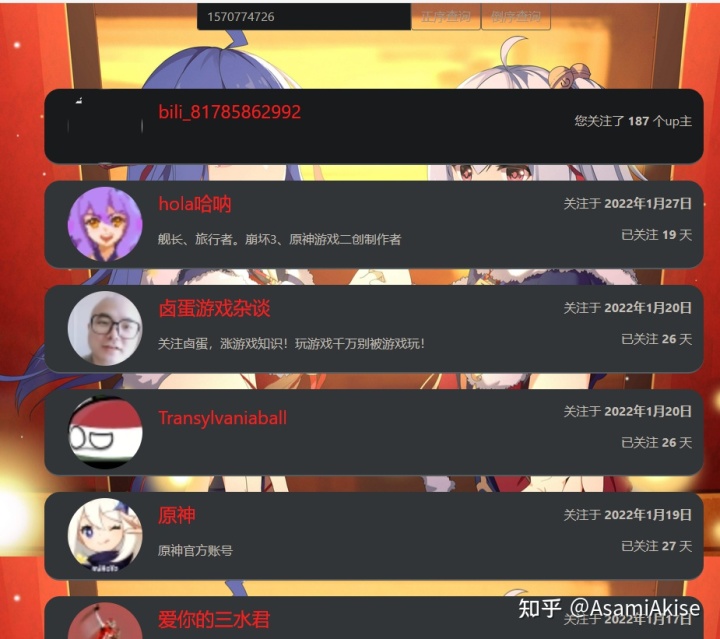 1570774726
正序查询 倒序查询
bili_81785862992
您关注了 187 个up主
hola哈呐
关注于 2022年1月27日
舰长、旅行者。崩坏3、原神游戏二创制作者
已关注 19 天
卤蛋游戏杂谈
关注于 2022年1月20日
关注卤蛋，涨游戏知识！玩游戏千万别被游戏玩！
已关注 26 天
Transylvaniaball
关注于 2022年1月20日
已关注 26 天
原神
关注于 2022年1月19日
原神官方账号
已关注 27 天
爱你的三水君
关注于 2022年1月17日
知乎 @AsamiAkise